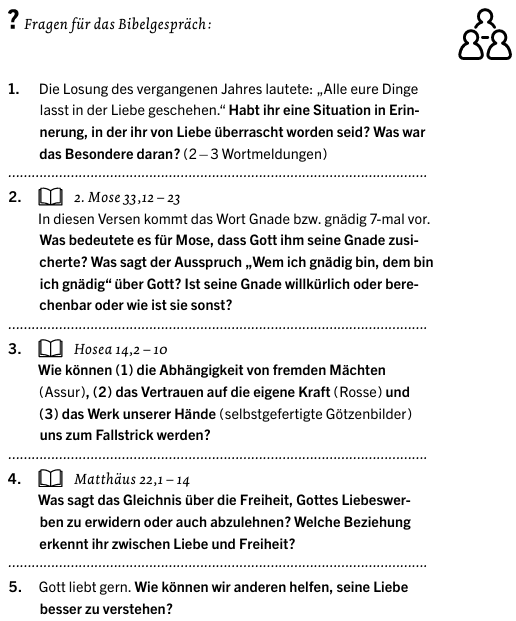 ? Fragen für das Bibelgespräch:
1. Die Losung des vergangenen Jahres lautete: „Alle eure Dinge
lasst in der Liebe geschehen.“ Habt ihr eine Situation in Erin-
nerung, in der ihr von Liebe überrascht worden seid? Was war
das Besondere daran? (2 – 3 Wortmeldungen)
2. 2. Mose 33,12 – 23
In diesen Versen kommt das Wort Gnade bzw. gnädig 7-mal vor.
Was bedeutete es für Mose, dass Gott ihm seine Gnade zusi-
cherte? Was sagt der Ausspruch „Wem ich gnädig bin, dem bin
ich gnädig“ über Gott? Ist seine Gnade willkürlich oder bere-
chenbar oder wie ist sie sonst?
3. Hosea 14,2 – 10
Wie können (1) die Abhängigkeit von fremden Mächten
(Assur), (2) das Vertrauen auf die eigene Kraft (Rosse) und
(3) das Werk unserer Hände (selbstgefertigte Götzenbilder)
uns zum Fallstrick werden?
4. Matthäus 22,1 – 14
Was sagt das Gleichnis über die Freiheit, Gottes Liebeswer-
ben zu erwidern oder auch abzulehnen? Welche Beziehung
erkennt ihr zwischen Liebe und Freiheit?
5. Gott liebt gern. Wie können wir anderen helfen, seine Liebe
besser zu verstehen?